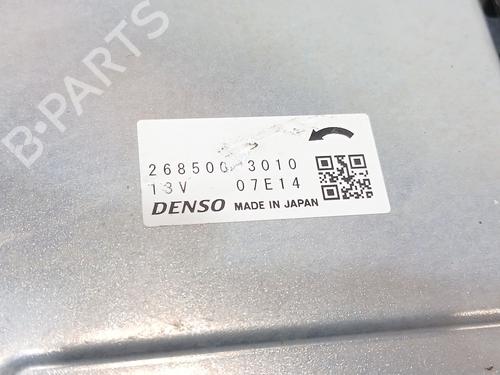 B-PARTS
268500-3010
13V 07E14
DENSO MADE IN JAPAN